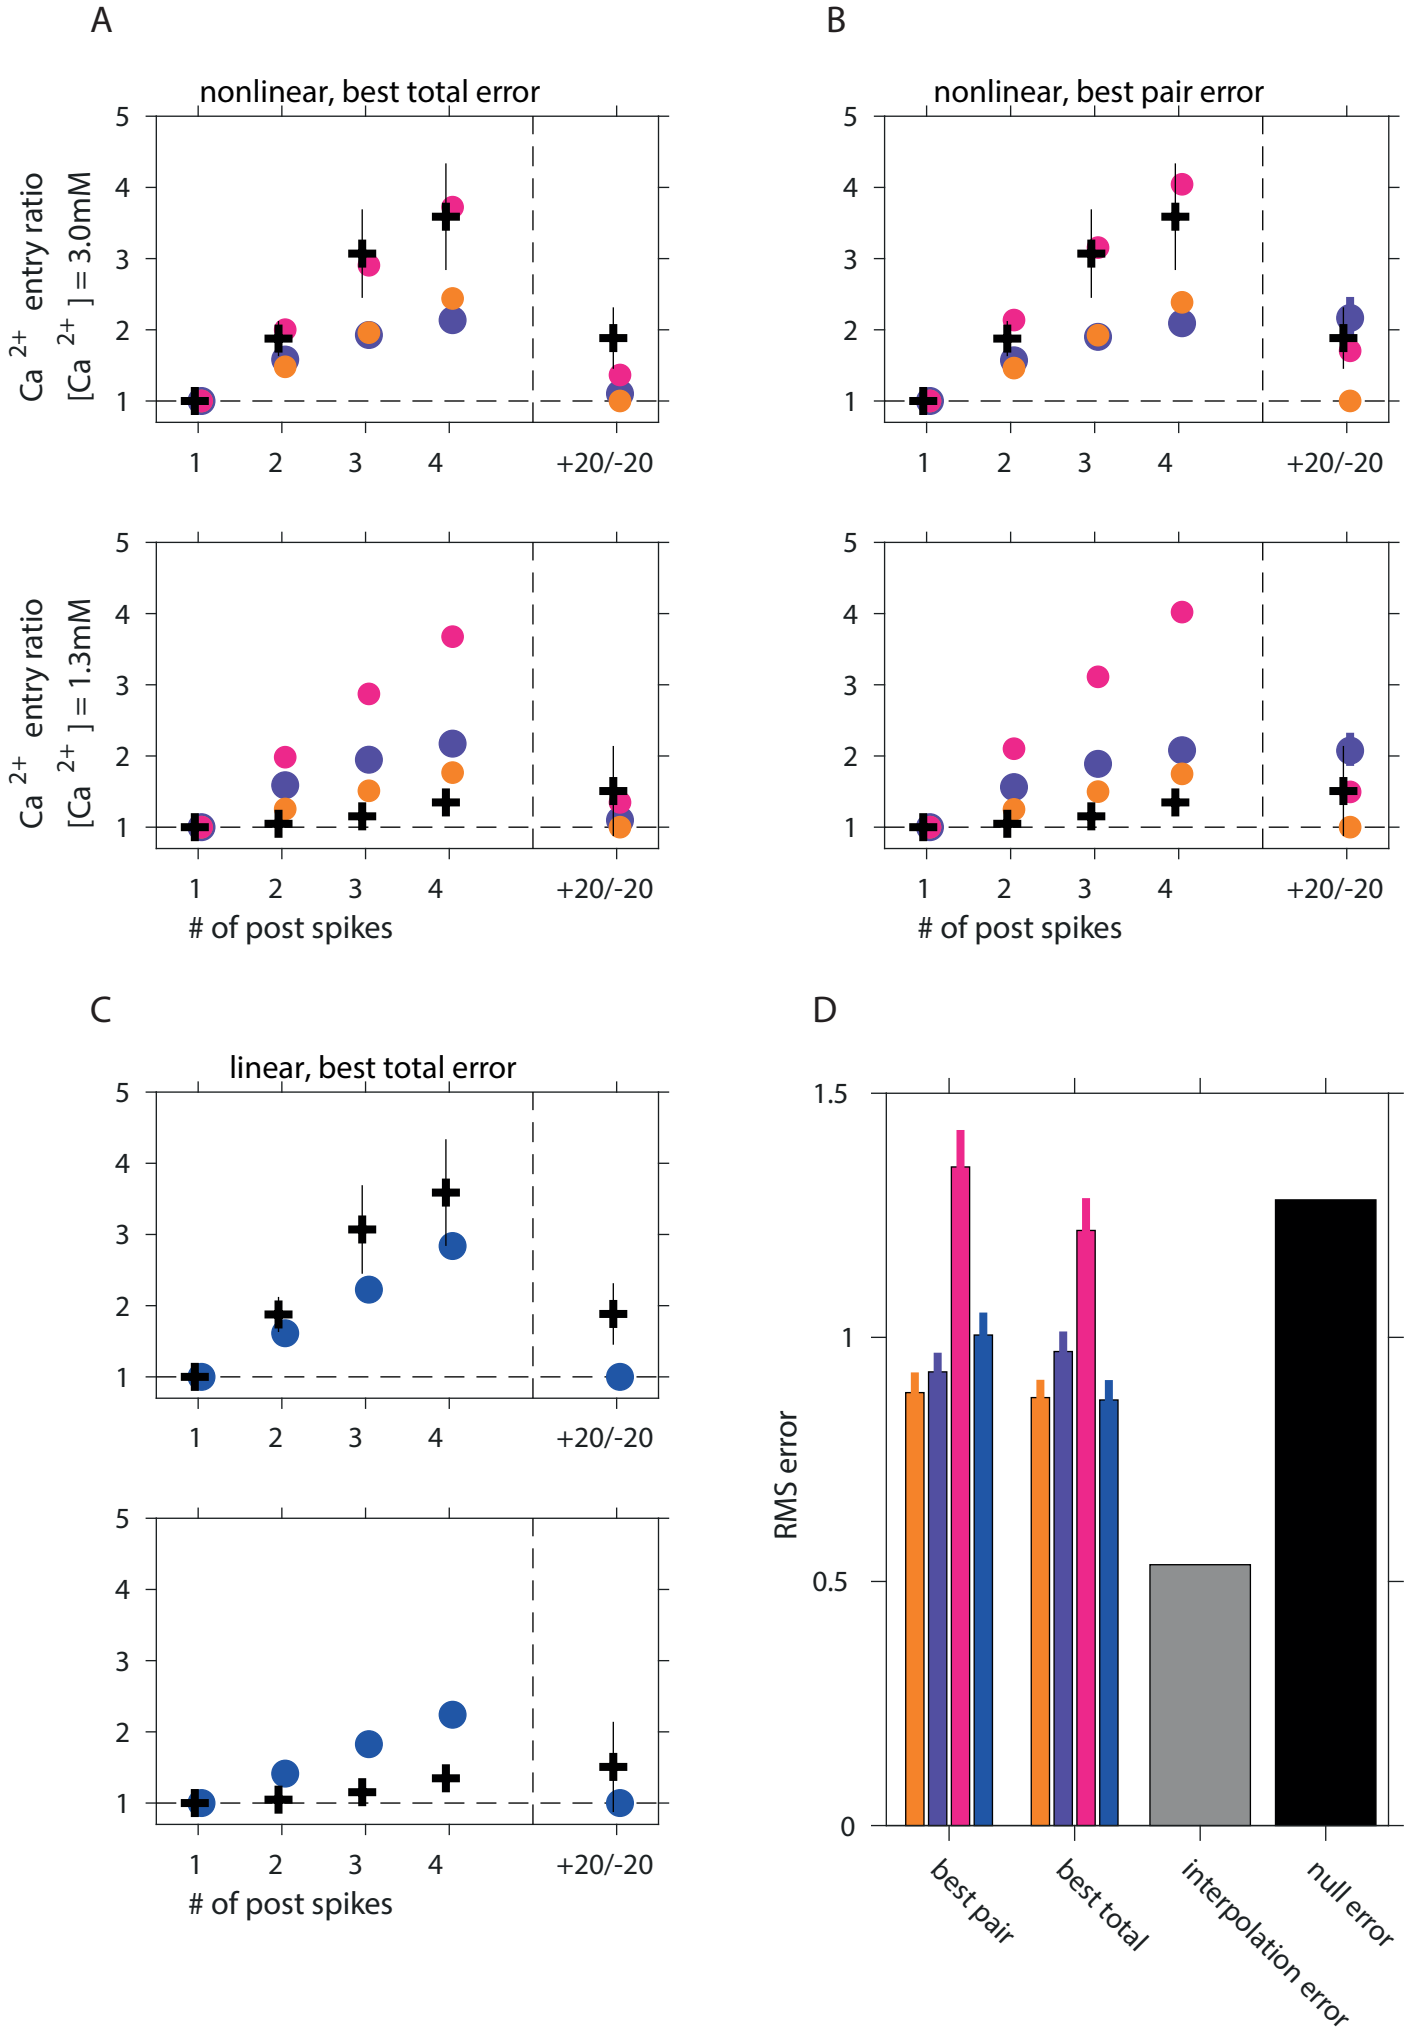 A
B
nonlinear, best total error
nonlinear, best pair error
Ca 2+ entry ratio
[Ca 2+ ] = 3.0mM
5
4
3
2
1
1 2 3 4 +20/-20
5
4
3
2
1
1 2 3 4 +20/-20
Ca 2+ entry ratio
[Ca 2+ ] = 1.3mM
5
4
3
2
1
1 2 3 4 +20/-20
# of post spikes
5
4
3
2
1
1 2 3 4 +20/-20
# of post spikes
C
linear, best total error
5
4
3
2
1
1 2 3 4 +20/-20
5
4
3
2
1
1 2 3 4 +20/-20
# of post spikes
D
RMS error
1.5
1
0.5
0
best pair
best total
interpolation error
null error